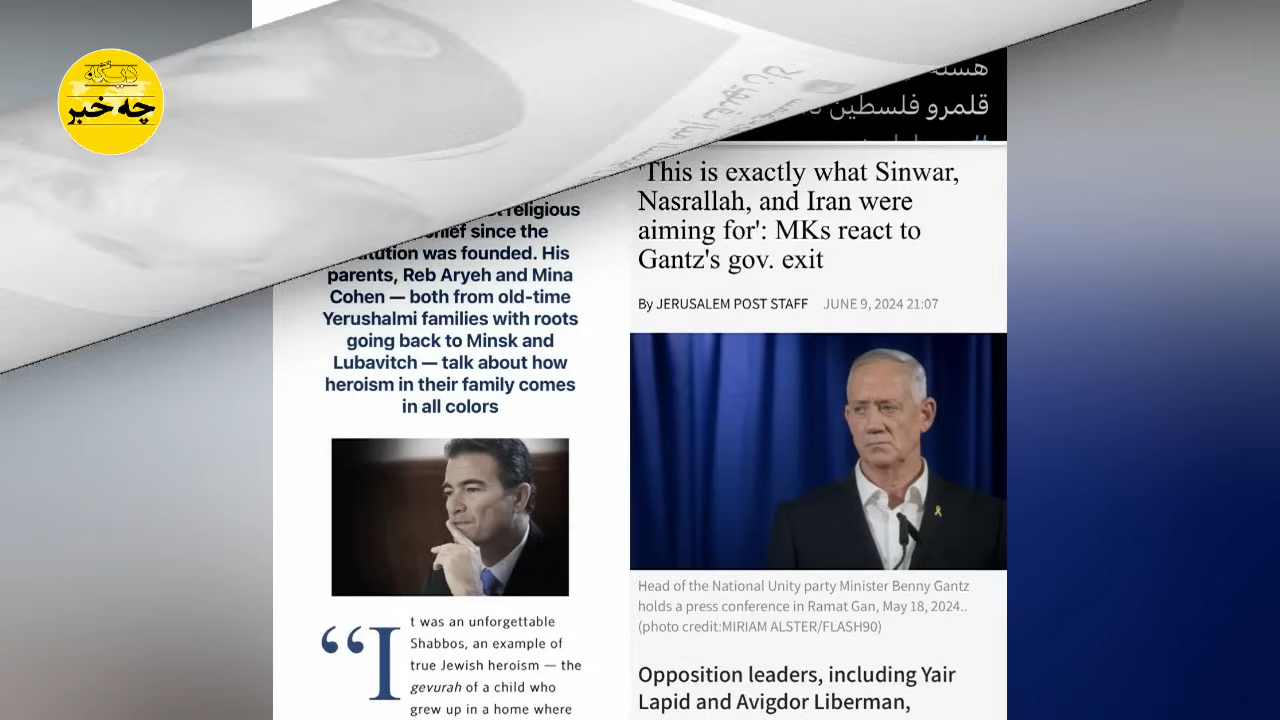 دیگه
چه خبر
قلمرو فلسطین
religious
since the
was founded. His
parents, Reb Aryeh and Mina
Cohen — both from old-time
Yerushalmi families with roots
going back to Minsk and
Lubavitch — talk about how
heroism in their family comes
in all colors
“I
t was an unforgettable
Shabbos, an example of
true Jewish heroism — the
gevurah of a child who
grew up in a home where
'This is exactly what Sinwar,
Nasrallah, and Iran were
aiming for': MKs react to
Gantz's gov. exit
By JERUSALEM POST STAFF JUNE 9, 2024 21:07
Head of the National Unity party Minister Benny Gantz
holds a press conference in Ramat Gan, May 18, 2024..
(photo credit:MIRIAM ALSTER/FLASH90)
Opposition leaders, including Yair
Lapid and Avigdor Liberman,